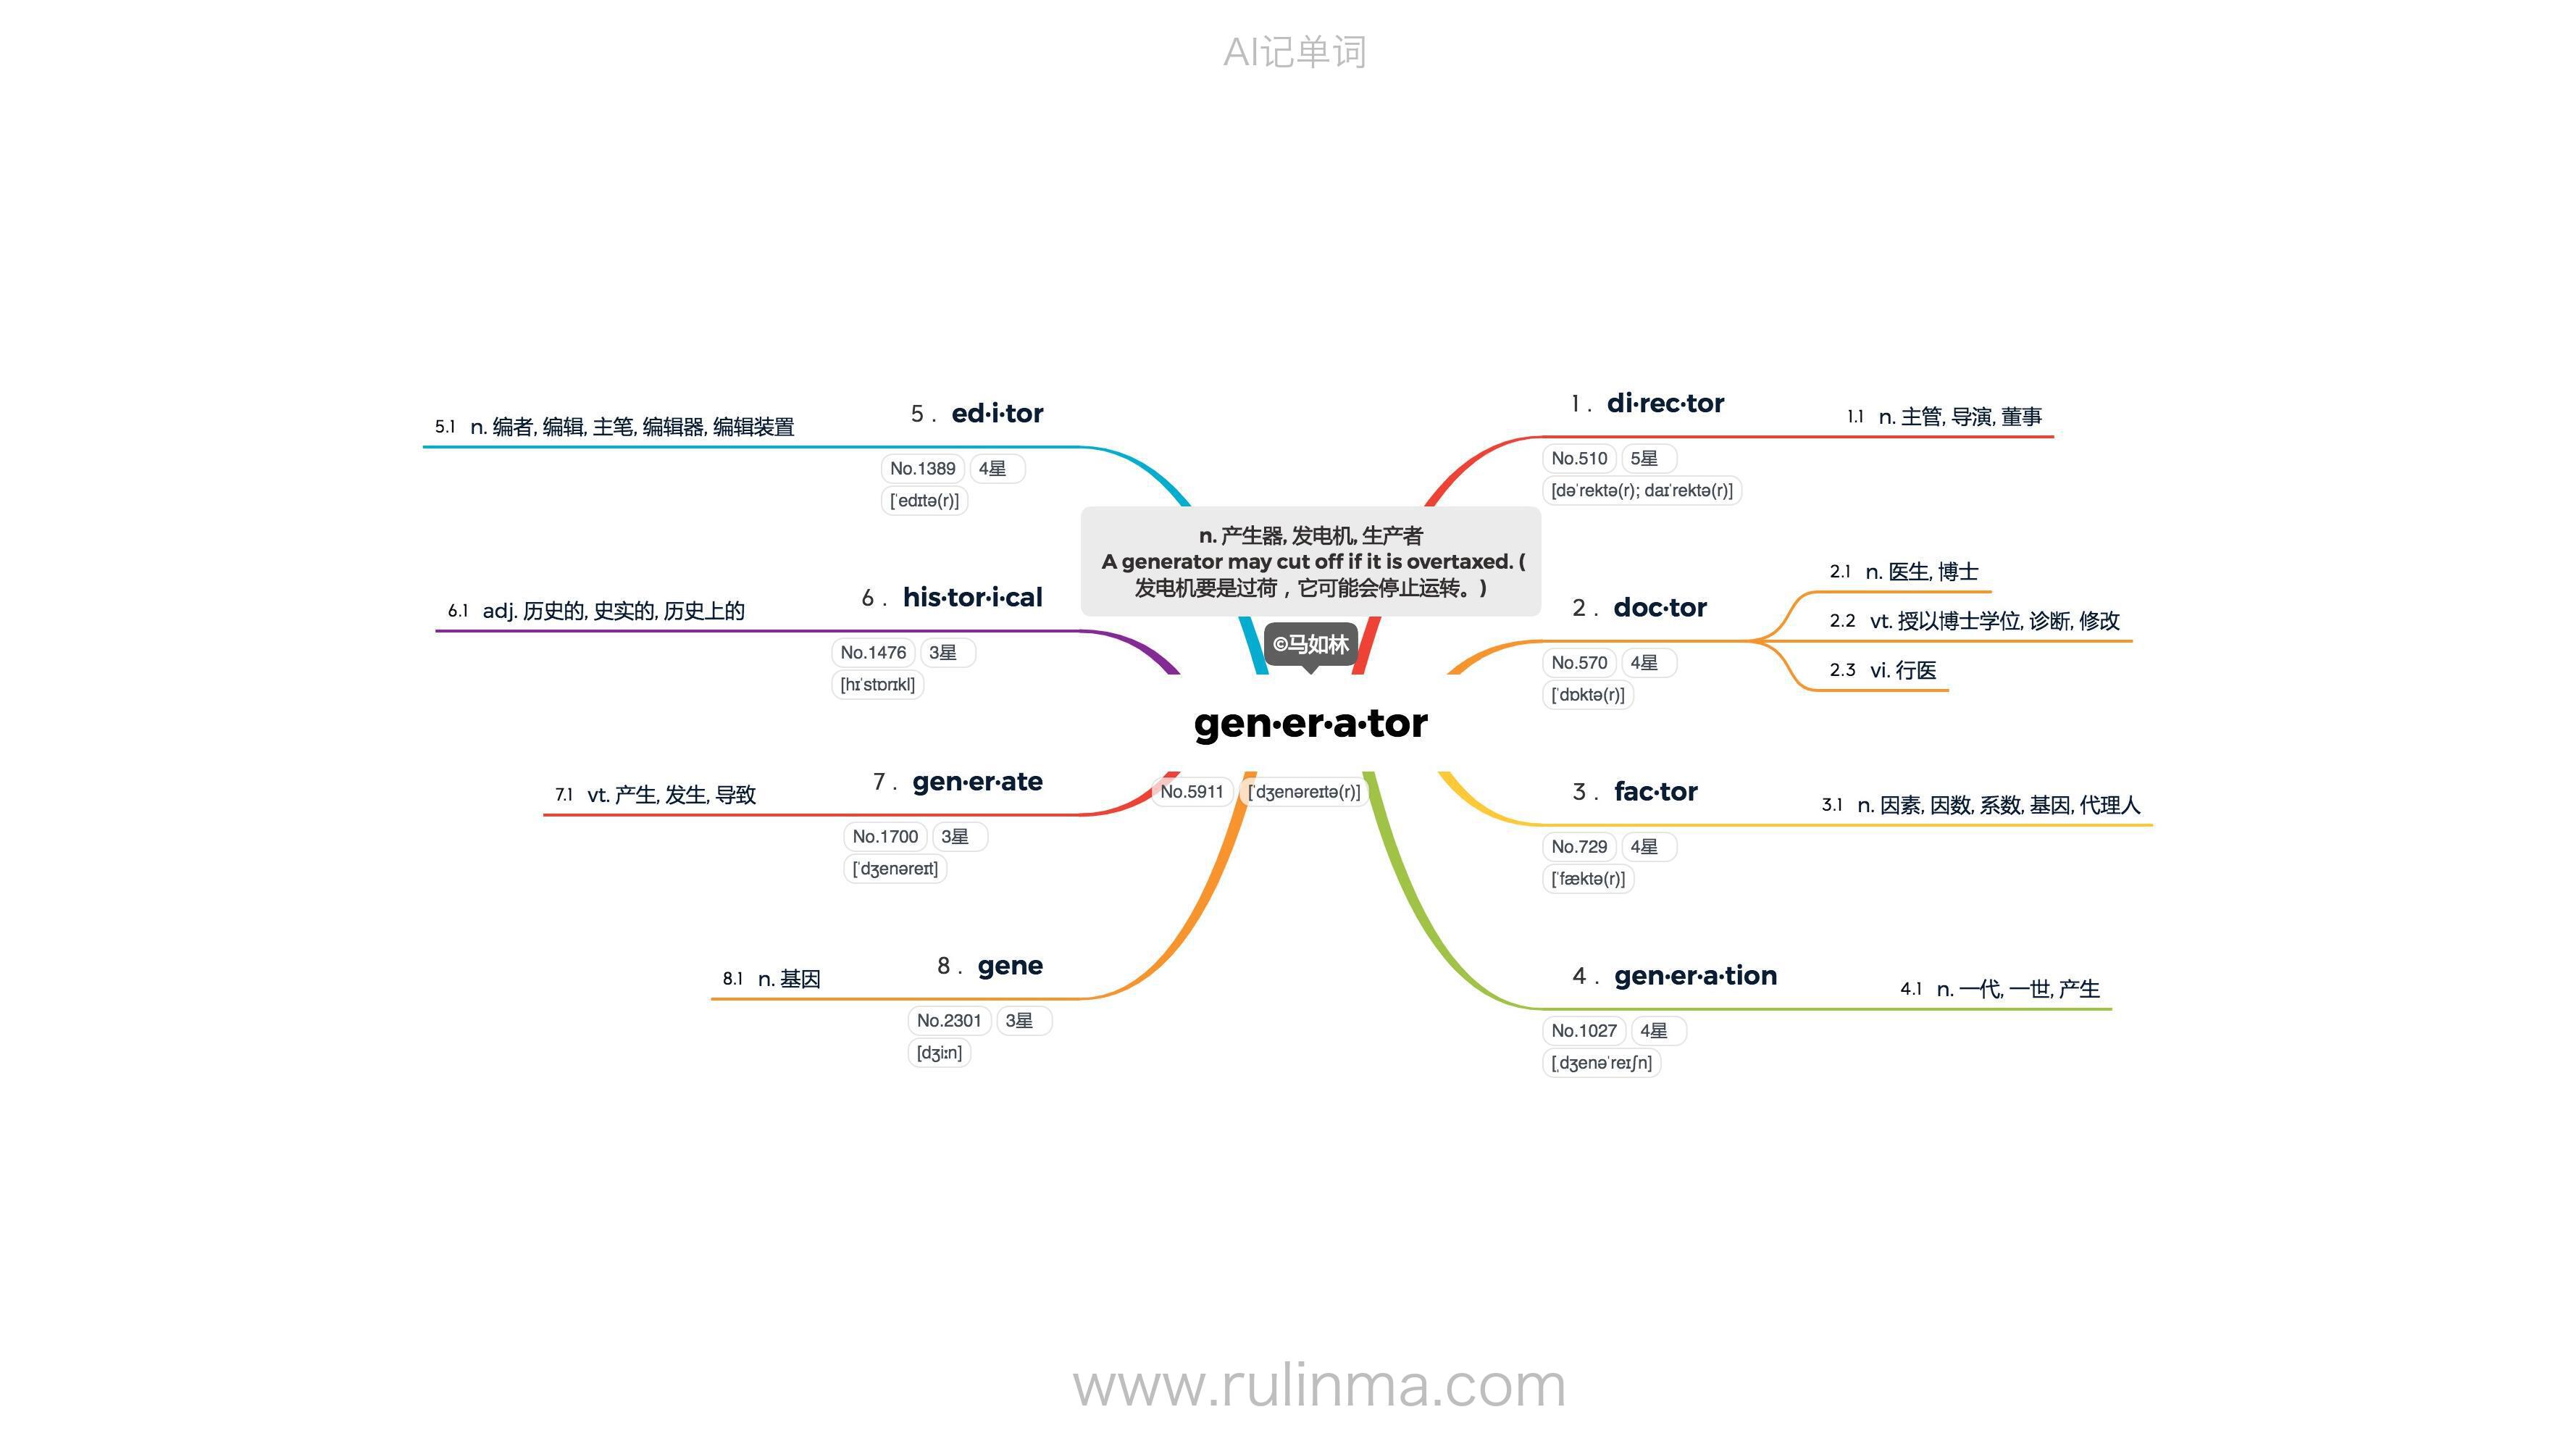 AI记单词
n. 产生器, 发电机, 生产者
A generator may cut off if it is overtaxed. (
发电机要是过荷，它可能会停止运转。)
©马如林
gen·er·a·tor
No.5911 [ˈdʒenəreɪtə(r)]
1 . di·rec·tor
1.1 n. 主管, 导演, 董事
No.510 5星
[dəˈrektə(r); daɪˈrektə(r)]
2 . doc·tor
2.1 n. 医生, 博士
2.2 vt. 授以博士学位, 诊断, 修改
2.3 vi. 行医
No.570 4星
[ˈdɒktə(r)]
3 . fac·tor
3.1 n. 因素, 因数, 系数, 基因, 代理人
No.729 4星
[ˈfæktə(r)]
4 . gen·er·a·tion
4.1 n. 一代, 一世, 产生
No.1027 4星
[ˌdʒenəˈreɪʃn]
5 . ed·i·tor
5.1 n. 编者, 编辑, 主笔, 编辑器, 编辑装置
No.1389 4星
[ˈedɪtə(r)]
6 . his·tor·i·cal
6.1 adj. 历史的, 史实的, 历史上的
No.1476 3星
[hɪˈstɒrɪkl]
7 . gen·er·ate
7.1 vt. 产生, 发生, 导致
No.1700 3星
[ˈdʒenəreɪt]
8 . gene
8.1 n. 基因
No.2301 3星
[dʒiːn]
www.rulinma.com